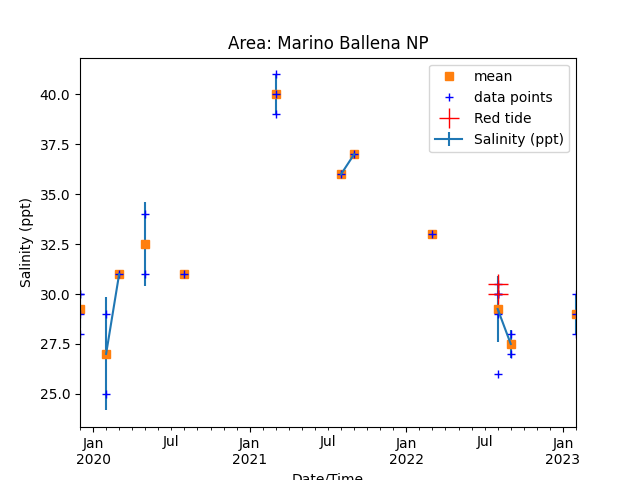 Area: Marino Ballena NP
mean
data points
Red tide
Salinity (ppt)
Salinity (ppt)
40.0
37.5
35.0
32.5
30.0
27.5
25.0
Jan Jul Jan Jul Jan Jul Jan
2020 2021 2022 2023
Date/Time